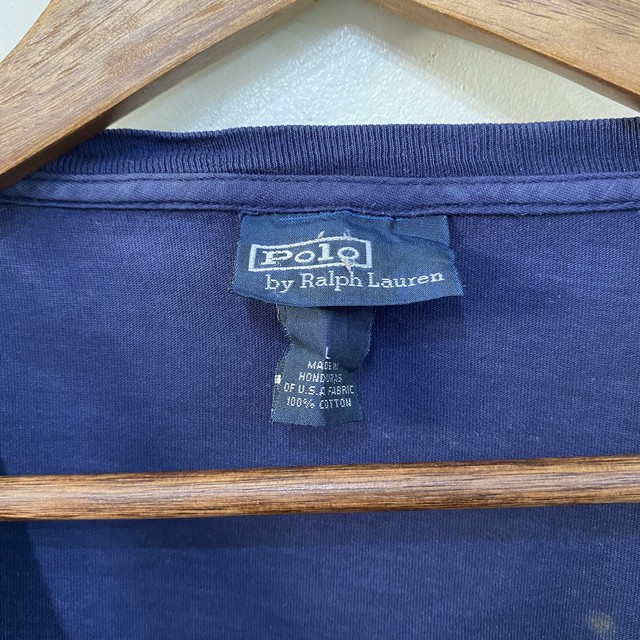 Polo
by Ralph Lauren
L
MADE IN
HONDURAS
OF U.S.A FABRIC
100% COTTON